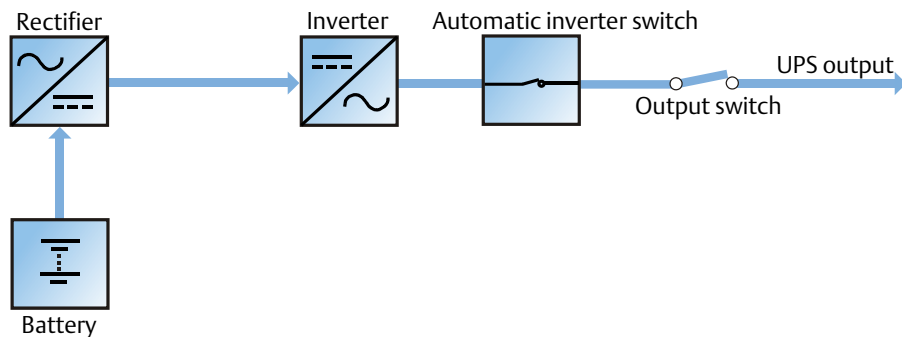 Rectifier
Inverter
Automatic inverter switch
UPS output
Output switch
Battery